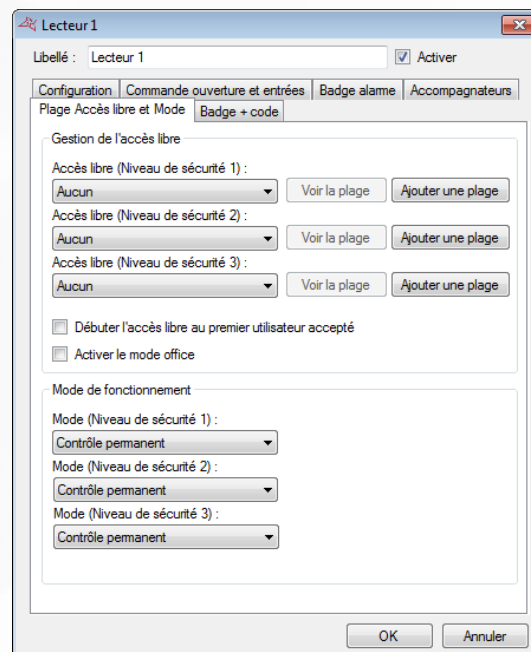 Lecteur 1
Libellé : Lecteur 1 Activer
Configuration Commande ouverture et entrées Badge alarme Accompagnateurs
Plage Accès libre et Mode Badge + code
Gestion de l'accès libre
Accès libre (Niveau de sécurité 1) :
Aucun Voir la plage Ajouter une plage
Accès libre (Niveau de sécurité 2) :
Aucun Voir la plage Ajouter une plage
Accès libre (Niveau de sécurité 3) :
Aucun Voir la plage Ajouter une plage
Débuter l'accès libre au premier utilisateur accepté
Activer le mode office
Mode de fonctionnement
Mode (Niveau de sécurité 1) :
Contrôle permanent
Mode (Niveau de sécurité 2) :
Contrôle permanent
Mode (Niveau de sécurité 3) :
Contrôle permanent
OK Annuler